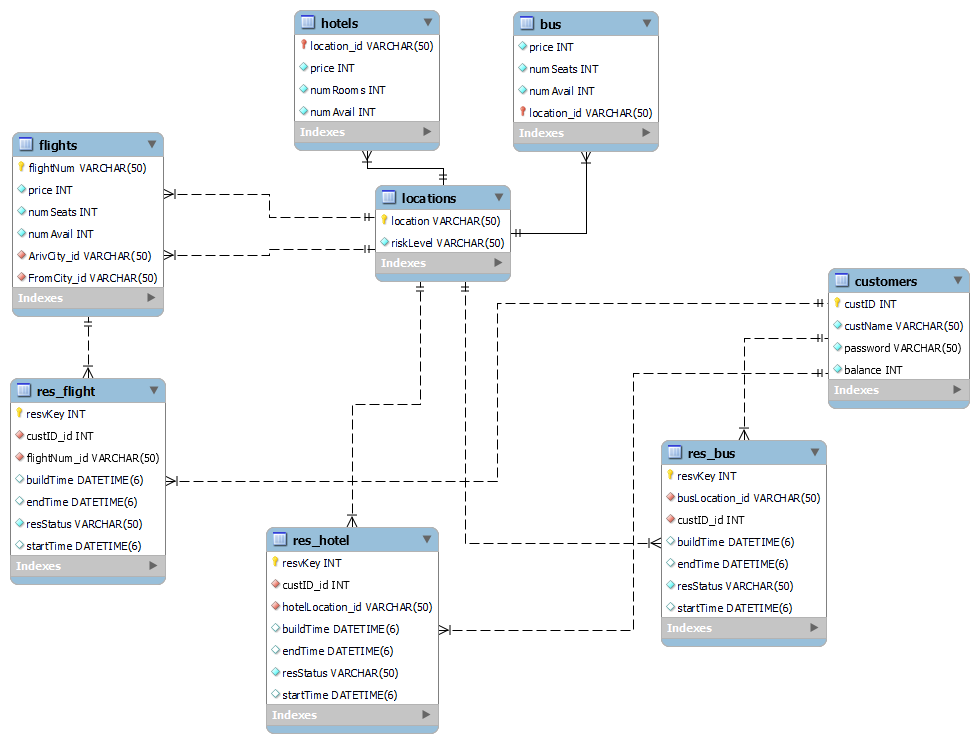 hotels
location_id VARCHAR(50)
price INT
numRooms INT
numAvail INT
Indexes
bus
price INT
numSeats INT
numAvail INT
location_id VARCHAR(50)
Indexes
flights
flightNum VARCHAR(50)
price INT
numSeats INT
numAvail INT
ArivCity_id VARCHAR(50)
FromCity_id VARCHAR(50)
Indexes
locations
location VARCHAR(50)
riskLevel VARCHAR(50)
Indexes
customers
custID INT
custName VARCHAR(50)
password VARCHAR(50)
balance INT
Indexes
res_flight
resvKey INT
custID_id INT
flightNum_id VARCHAR(50)
buildTime DATETIME(6)
endTime DATETIME(6)
resStatus VARCHAR(50)
startTime DATETIME(6)
Indexes
res_hotel
resvKey INT
custID_id INT
hotelLocation_id VARCHAR(50)
buildTime DATETIME(6)
endTime DATETIME(6)
resStatus VARCHAR(50)
startTime DATETIME(6)
Indexes
res_bus
resvKey INT
busLocation_id VARCHAR(50)
custID_id INT
buildTime DATETIME(6)
endTime DATETIME(6)
resStatus VARCHAR(50)
startTime DATETIME(6)
Indexes